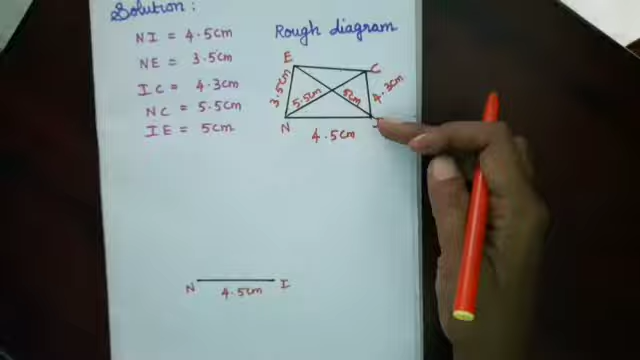 Solution:
NI = 4.5cm
NE = 3.5cm
IC = 4.3cm
NC = 5.5cm
IE = 5cm
Rough diagram
E
C
3.5cm
5.5cm
5cm
4.3cm
N
4.5cm
N
I
4.5cm